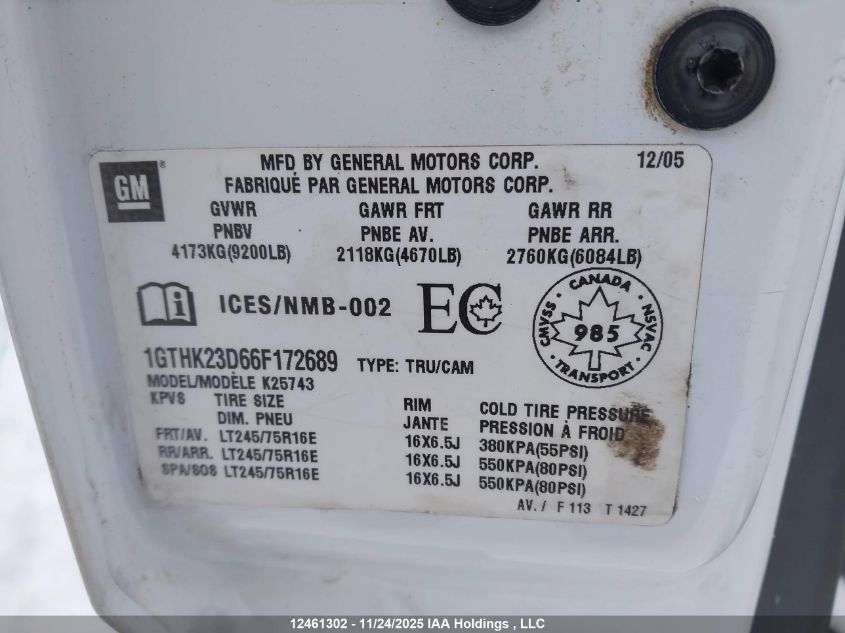 GM ®
MFD BY GENERAL MOTORS CORP. 12/05
FABRIQUÉ PAR GENERAL MOTORS CORP.
GVWR GAWR FRT GAWR RR
PNBV PNBE AV. PNBE ARR.
4173KG(9200LB) 2118KG(4670LB) 2760KG(6084LB)
i ICES/NMB-002 EC
CANADA
CMVSS 985 NSVAC
TRANSPORT
1GTHK23D66F172689 TYPE: TRU/CAM
MODEL/MODÈLE K25743
KPVS TIRE SIZE RIM COLD TIRE PRESSURE
DIM. PNEU JANTE PRESSION À FROID
FRT/AV. LT245/75R16E 16X6.5J 380KPA(55PSI)
RR/ARR. LT245/75R16E 16X6.5J 550KPA(80PSI)
SPA/SOS LT245/75R16E 16X6.5J 550KPA(80PSI)
AV. / F 113 T 1427
12461302 - 11/24/2025 IAA Holdings , LLC